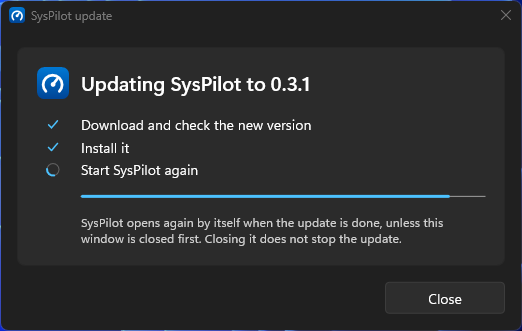 SysPilot update
Updating SysPilot to 0.3.1
Download and check the new version
Install it
Start SysPilot again
SysPilot opens again by itself when the update is done, unless this
window is closed first. Closing it does not stop the update.
Close